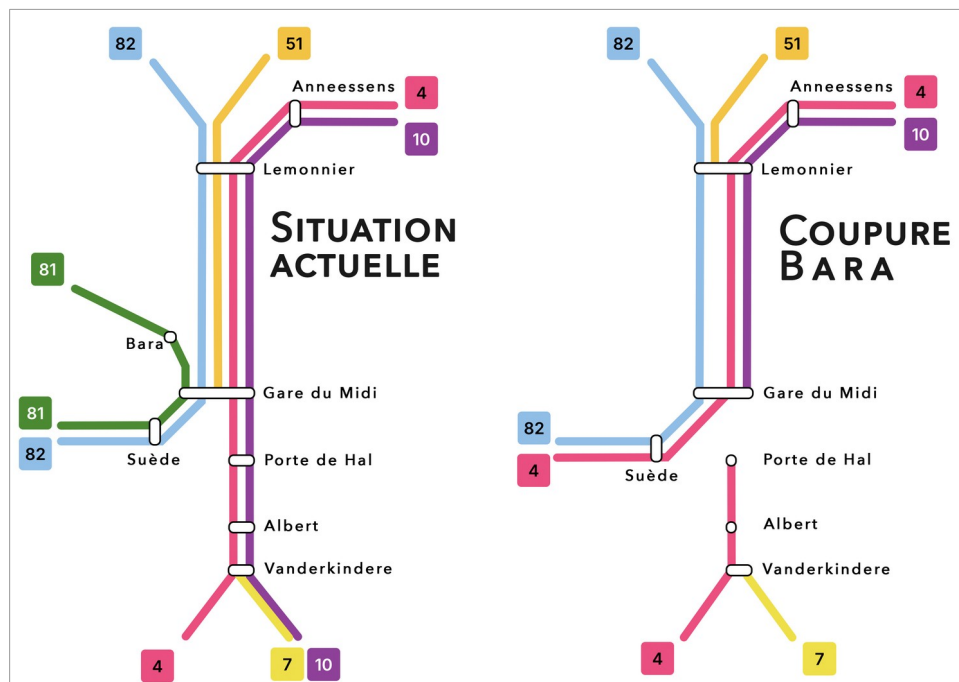 82
51
Anneessens
4
10
Lemonnier
SITUATION
ACTUELLE
81
Bara
Gare du Midi
81
82
Suède
Porte de Hal
Albert
Vanderkindere
4
7
10
82
51
Anneessens
4
10
Lemonnier
COUPURE
BARA
Gare du Midi
82
4
Suède
Porte de Hal
Albert
Vanderkindere
4
7